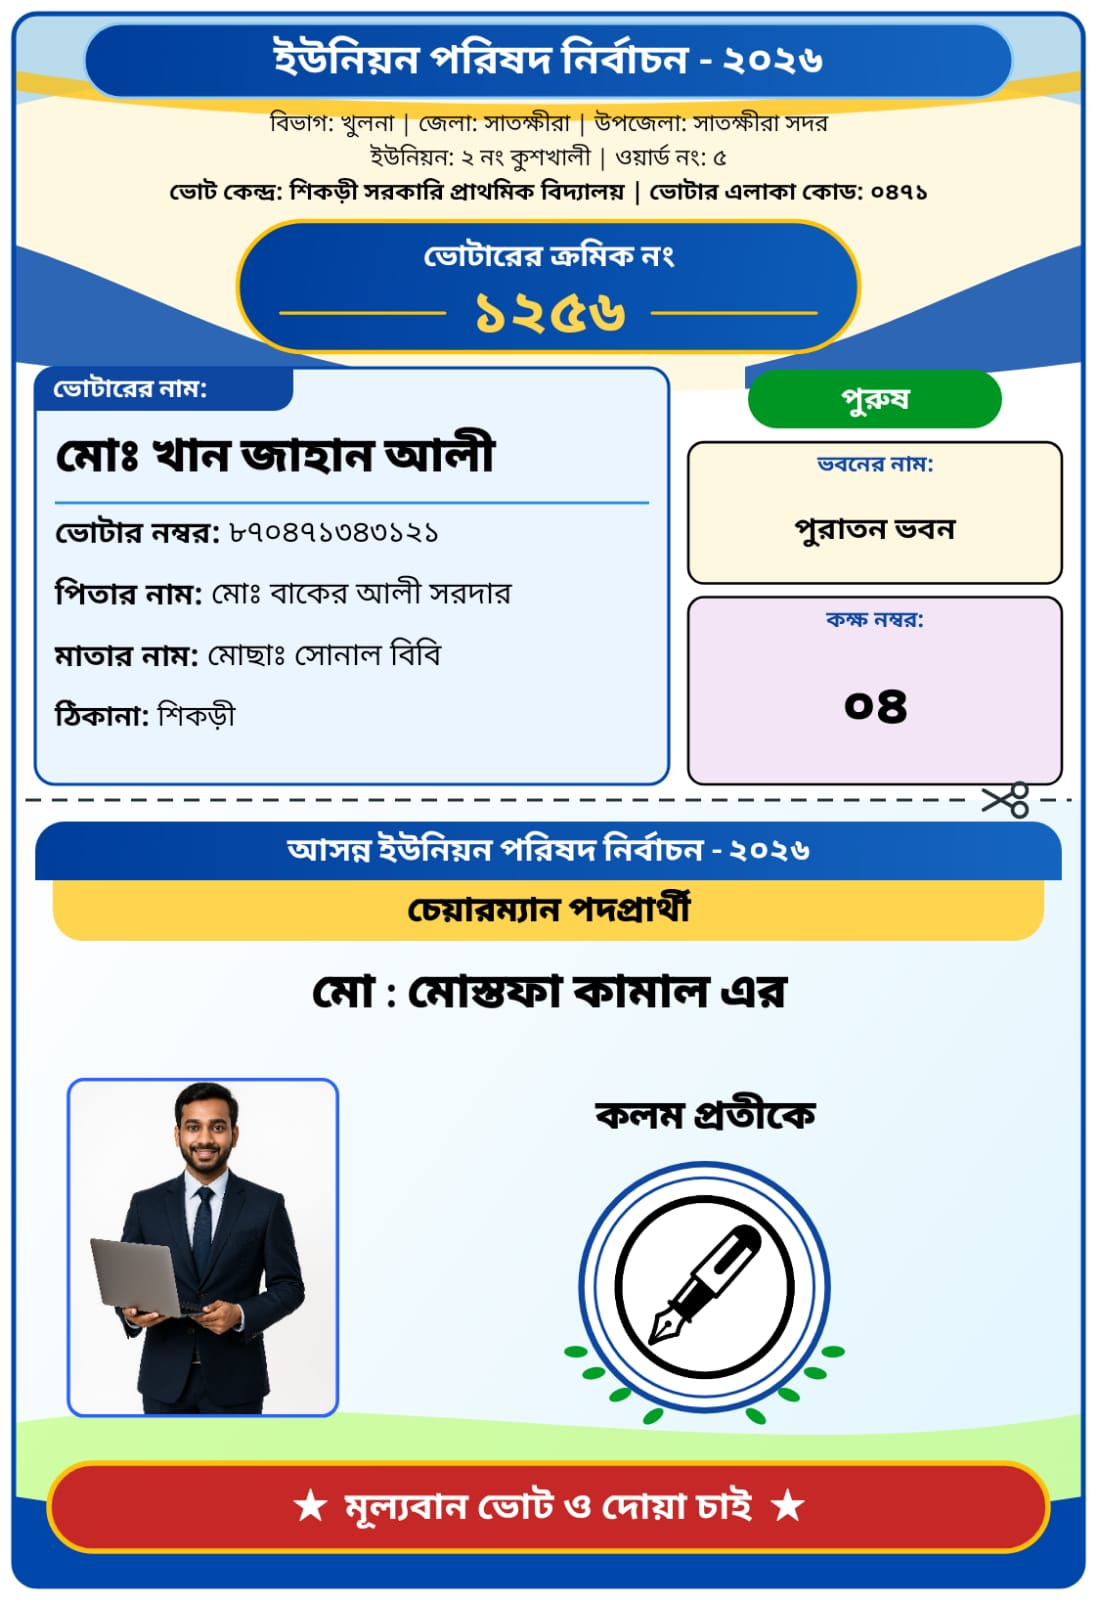 ইউনিয়ন পরিষদ নির্বাচন - ২০২৬
বিভাগ: খুলনা | জেলা: সাতক্ষীরা | উপজেলা: সাতক্ষীরা সদর
ইউনিয়ন: ২ নং কুশখালী | ওয়ার্ড নং: ৫
ভোট কেন্দ্র: শিকড়ী সরকারি প্রাথমিক বিদ্যালয় | ভোটার এলাকা কোড: ০৪৭১
ভোটারের ক্রমিক নং
১২৫৬
ভোটারের নাম:
মোঃ খান জাহান আলী
ভোটার নম্বর: ৮৭০৪৭১৩৪৩১২১
পিতার নাম: মোঃ বাকের আলী সরদার
মাতার নাম: মোছাঃ সোনাল বিবি
ঠিকানা: শিকড়ী
পুরুষ
ভবনের নাম:
পুরাতন ভবন
কক্ষ নম্বর:
০৪
আসন্ন ইউনিয়ন পরিষদ নির্বাচন - ২০২৬
চেয়ারম্যান পদপ্রার্থী
মো : মোস্তফা কামাল এর
কলম প্রতীকে
★ মূল্যবান ভোট ও দোয়া চাই ★